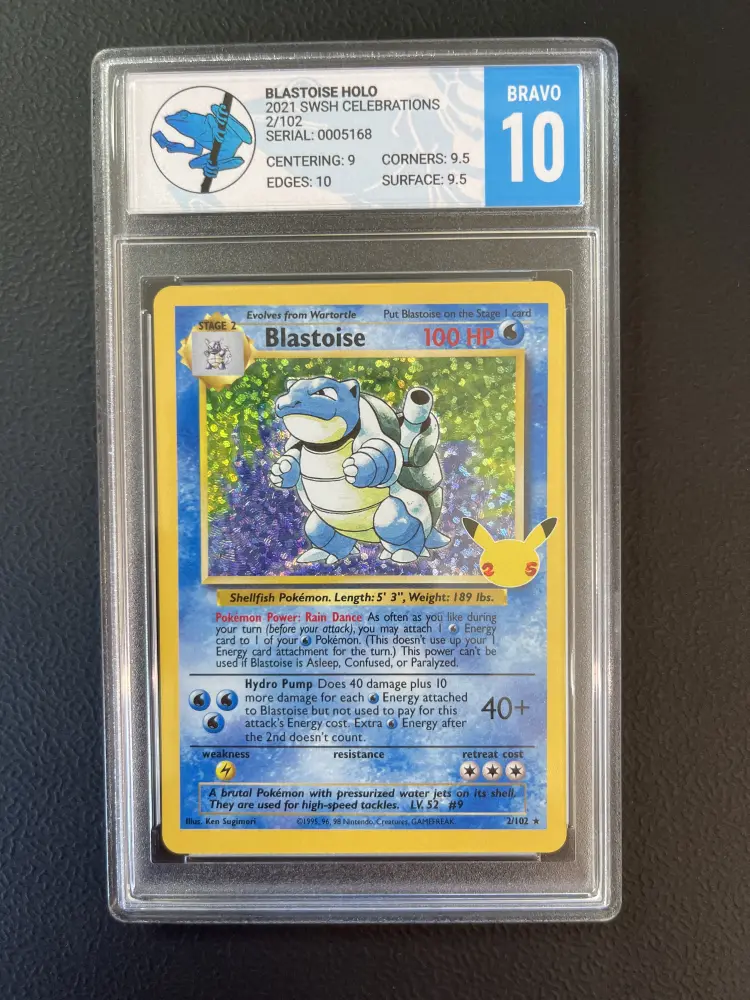 BLASTOISE HOLO
2021 SWSH CELEBRATIONS
2/102
SERIAL: 0005168
CENTERING: 9 CORNERS: 9.5
EDGES: 10 SURFACE: 9.5
BRAVO
10
Evolves from Wartortle Put Blastoise on the Stage 1 card
STAGE 2
Blastoise 100 HP
25
Shellfish Pokémon. Length: 5' 3", Weight: 189 lbs.
Pokémon Power: Rain Dance As often as you like during
your turn (before your attack), you may attach 1 Energy
card to 1 of your Pokémon. (This doesn't use up your 1
Energy card attachment for the turn.) This power can't be
used if Blastoise is Asleep, Confused, or Paralyzed.
Hydro Pump Does 40 damage plus 10
more damage for each Energy attached
to Blastoise but not used to pay for this
attack's Energy cost. Extra Energy after
the 2nd doesn't count.
40+
weakness resistance retreat cost
A brutal Pokémon with pressurized water jets on its shell.
They are used for high-speed tackles. LV. 52 #9
Illus. Ken Sugimori ©1995, 96, 98 Nintendo, Creatures, GAMEFREAK. 2/102 ★